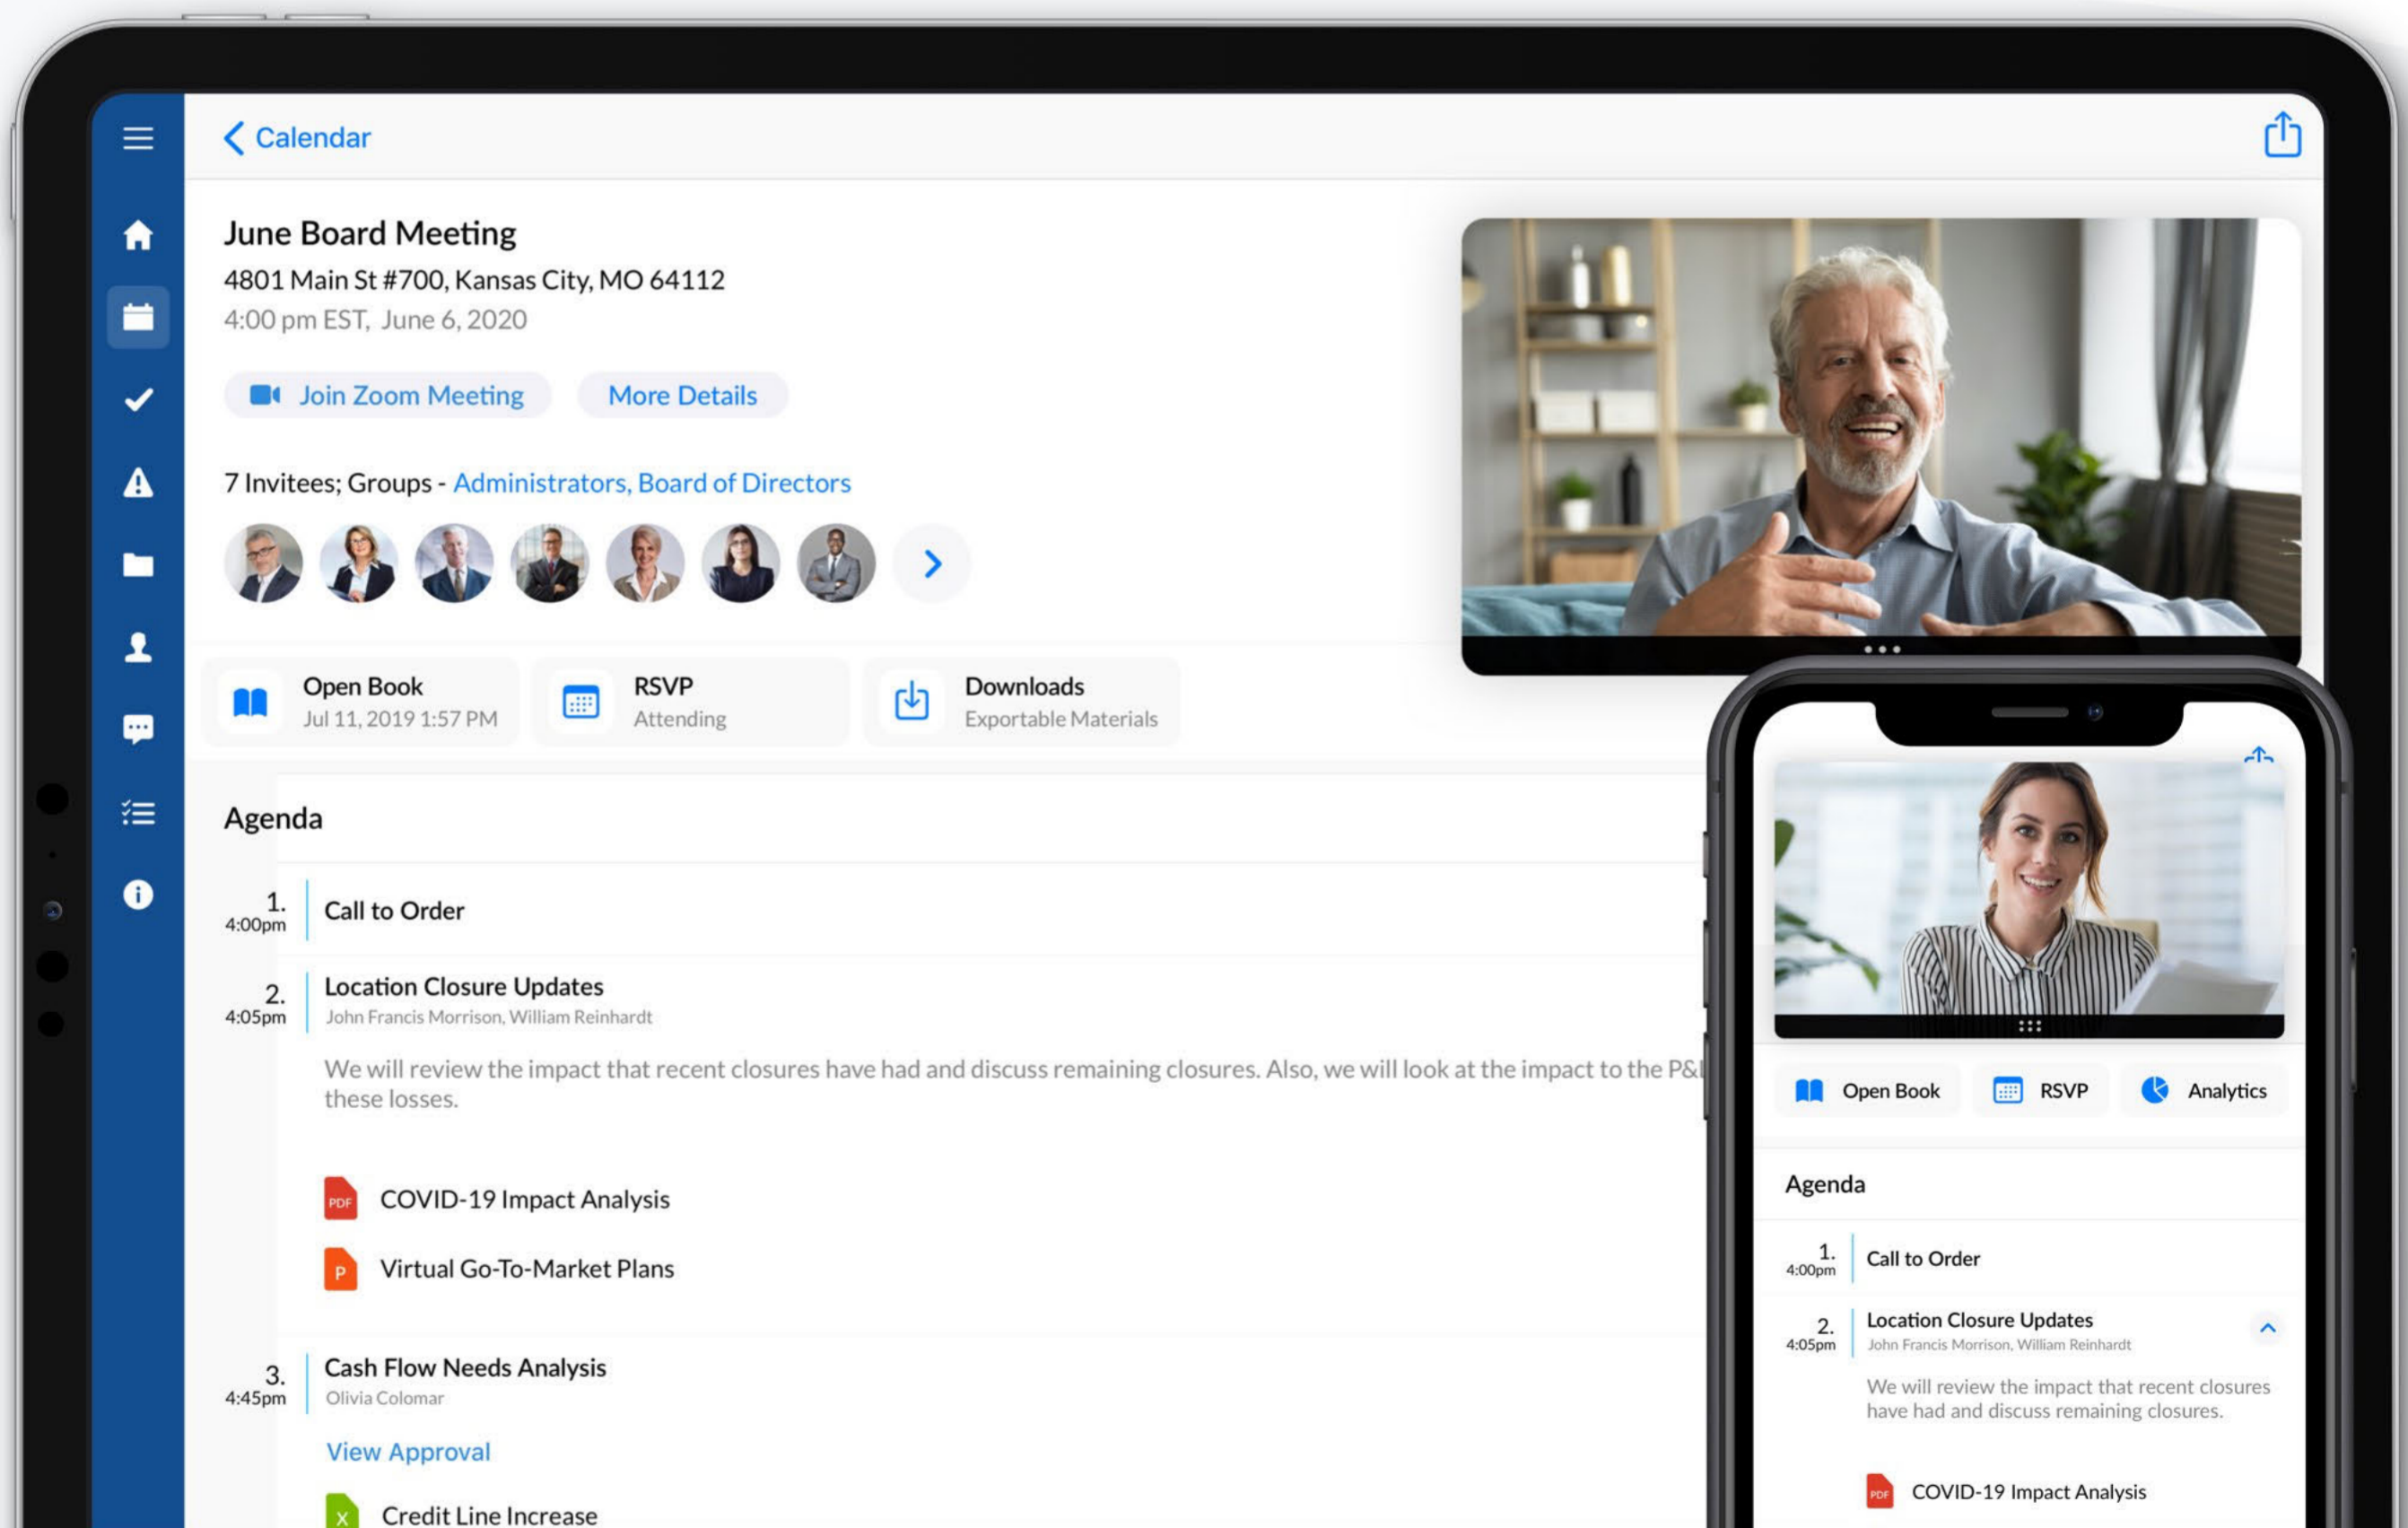 Calendar
June Board Meeting
4801 Main St #700, Kansas City, MO 64112
4:00 pm EST, June 6, 2020
Join Zoom Meeting
More Details
7 Invitees; Groups - Administrators, Board of Directors
Open Book
Jul 11, 2019 1:57 PM
RSVP
Attending
Downloads
Exportable Materials
Agenda
1.
4:00pm
Call to Order
2.
4:05pm
Location Closure Updates
John Francis Morrison, William Reinhardt
We will review the impact that recent closures have had and discuss remaining closures. Also, we will look at the impact to the P&L
these losses.
PDF
COVID-19 Impact Analysis
P
Virtual Go-To-Market Plans
3.
4:45pm
Cash Flow Needs Analysis
Olivia Colomar
View Approval
X
Credit Line Increase
Open Book
RSVP
Analytics
Agenda
1.
4:00pm
Call to Order
2.
4:05pm
Location Closure Updates
John Francis Morrison, William Reinhardt
We will review the impact that recent closures
have had and discuss remaining closures.
PDF
COVID-19 Impact Analysis